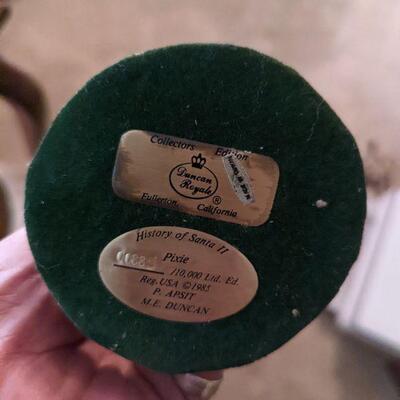 Collectors Edition
Duncan
Royale
®
Fullerton California
History of Santa II
Pixie
/10,000 Ltd. Ed.
Reg. USA © 1985
P. APSIT
M.E. DUNCAN